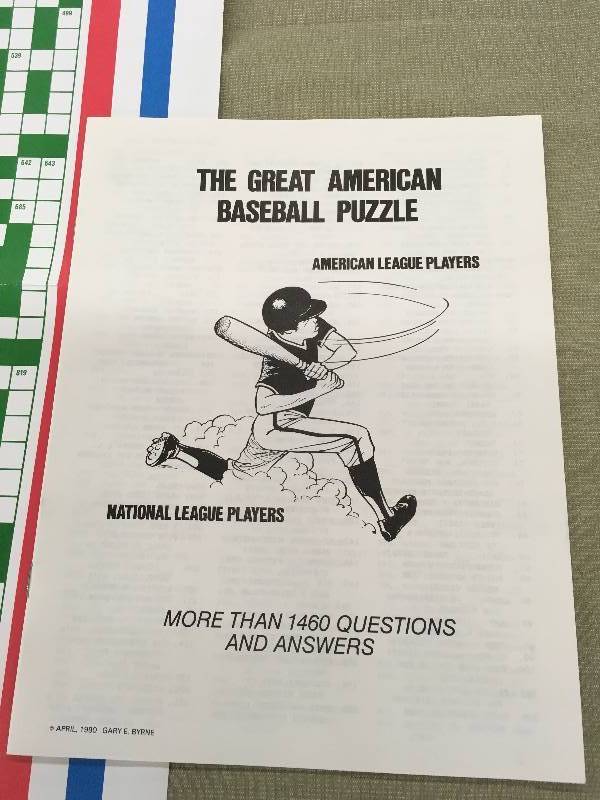 499
539
642 643
685
819
THE GREAT AMERICAN
BASEBALL PUZZLE
AMERICAN LEAGUE PLAYERS
NATIONAL LEAGUE PLAYERS
MORE THAN 1460 QUESTIONS
AND ANSWERS
© APRIL, 1990 GARY E. BYRNE